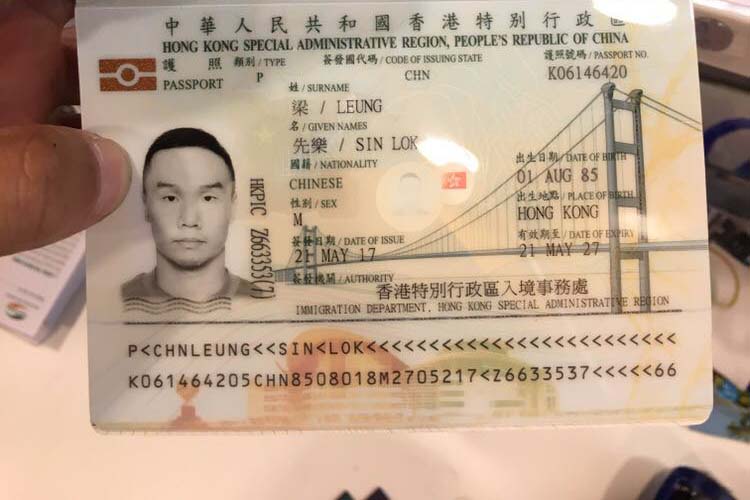 中華人民共和國香港特別行政區
HONG KONG SPECIAL ADMINISTRATIVE REGION, PEOPLE'S REPUBLIC OF CHINA
護照 類別 / TYPE 簽發國代碼 / CODE OF ISSUING STATE 護照號碼 / PASSPORT NO.
PASSPORT P CHN K06146420
姓 / SURNAME
梁 / LEUNG
名 / GIVEN NAMES
先樂 / SIN LOK
國籍 / NATIONALITY 出生日期 / DATE OF BIRTH
CHINESE 01 AUG 85
性別 / SEX 出生地點 / PLACE OF BIRTH
M HONG KONG
簽發日期 / DATE OF ISSUE 有效期至 / DATE OF EXPIRY
21 MAY 17 21 MAY 27
簽發機關 / AUTHORITY
香港特別行政區入境事務處
IMMIGRATION DEPARTMENT, HONG KONG SPECIAL ADMINISTRATIVE REGION
HKPIC Z663353(7)
P<CHNLEUNG<<SIN<LOK<<<<<<<<<<<<<<<<<<<<<<<<<
K061464205CHN8508018M2705217<Z6633537<<<<<66